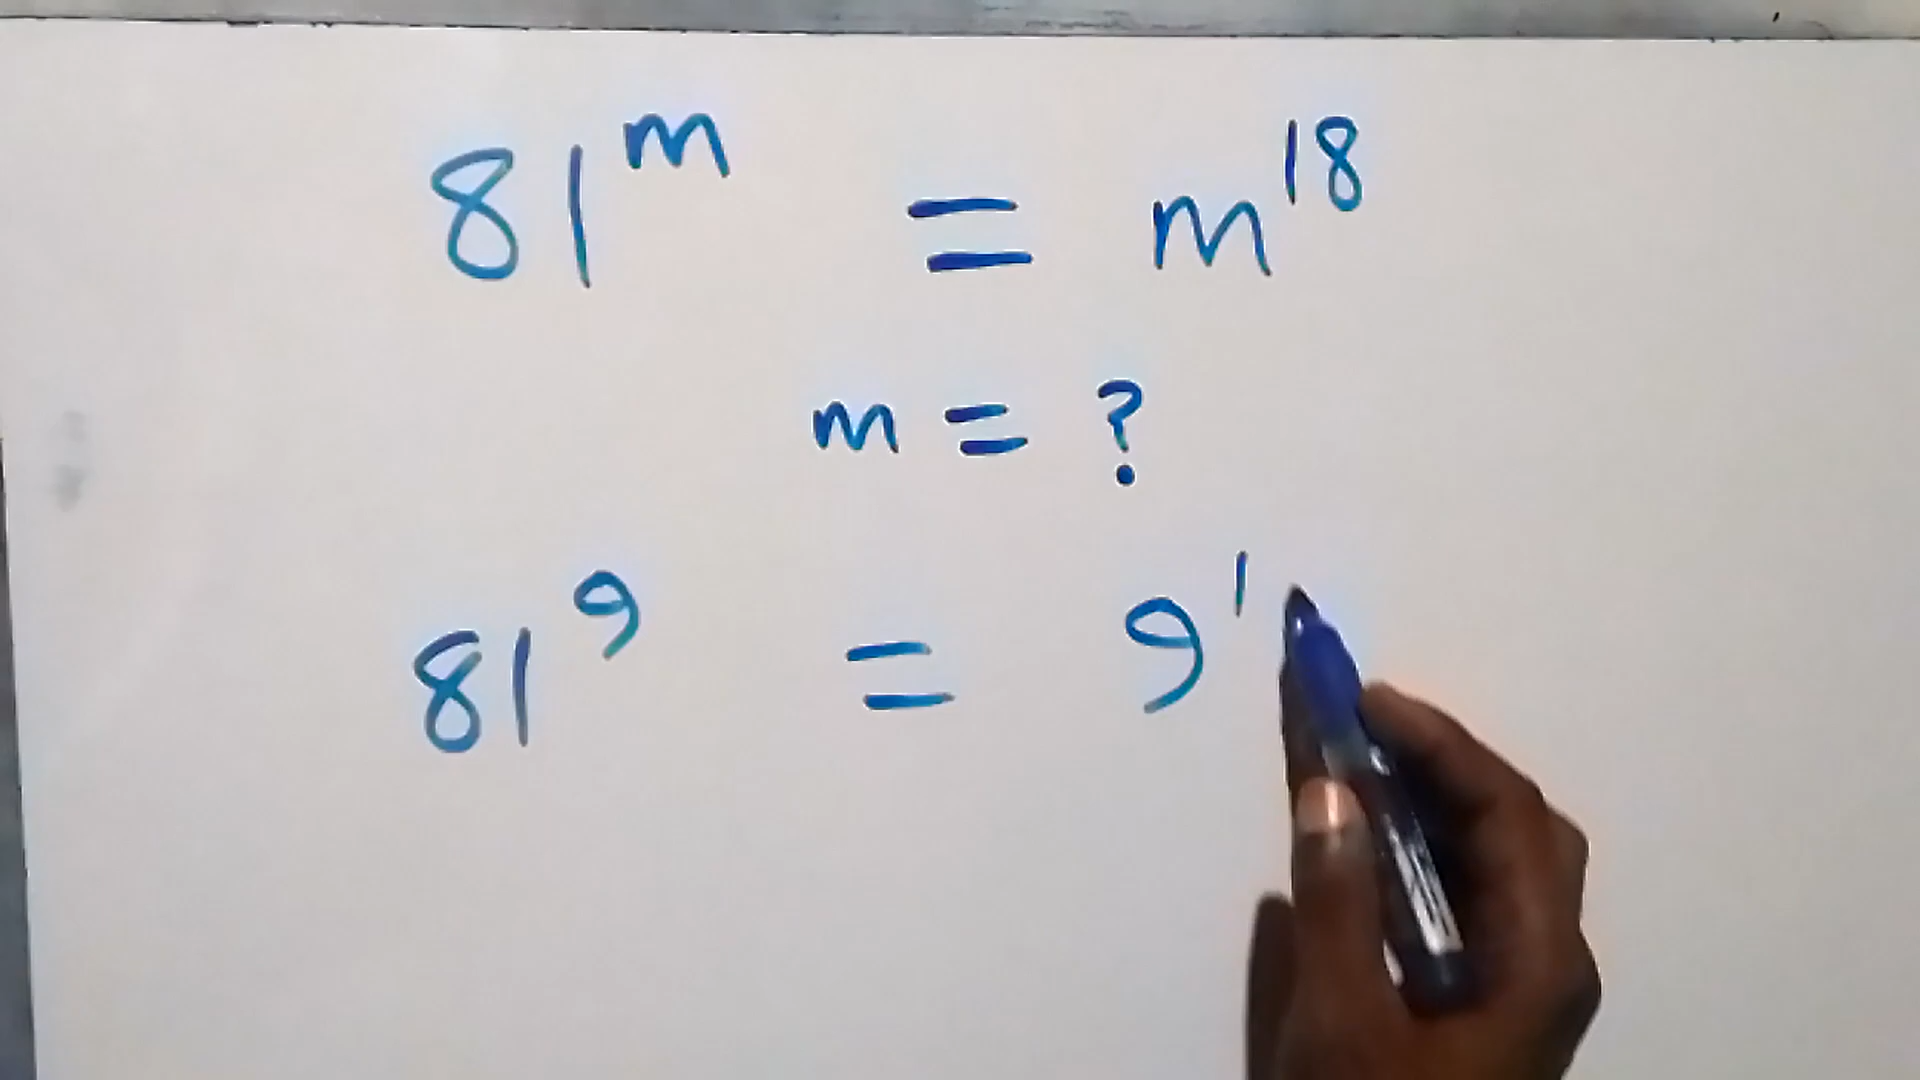 81^m = m^18
m = ?
81^9 = 9^1